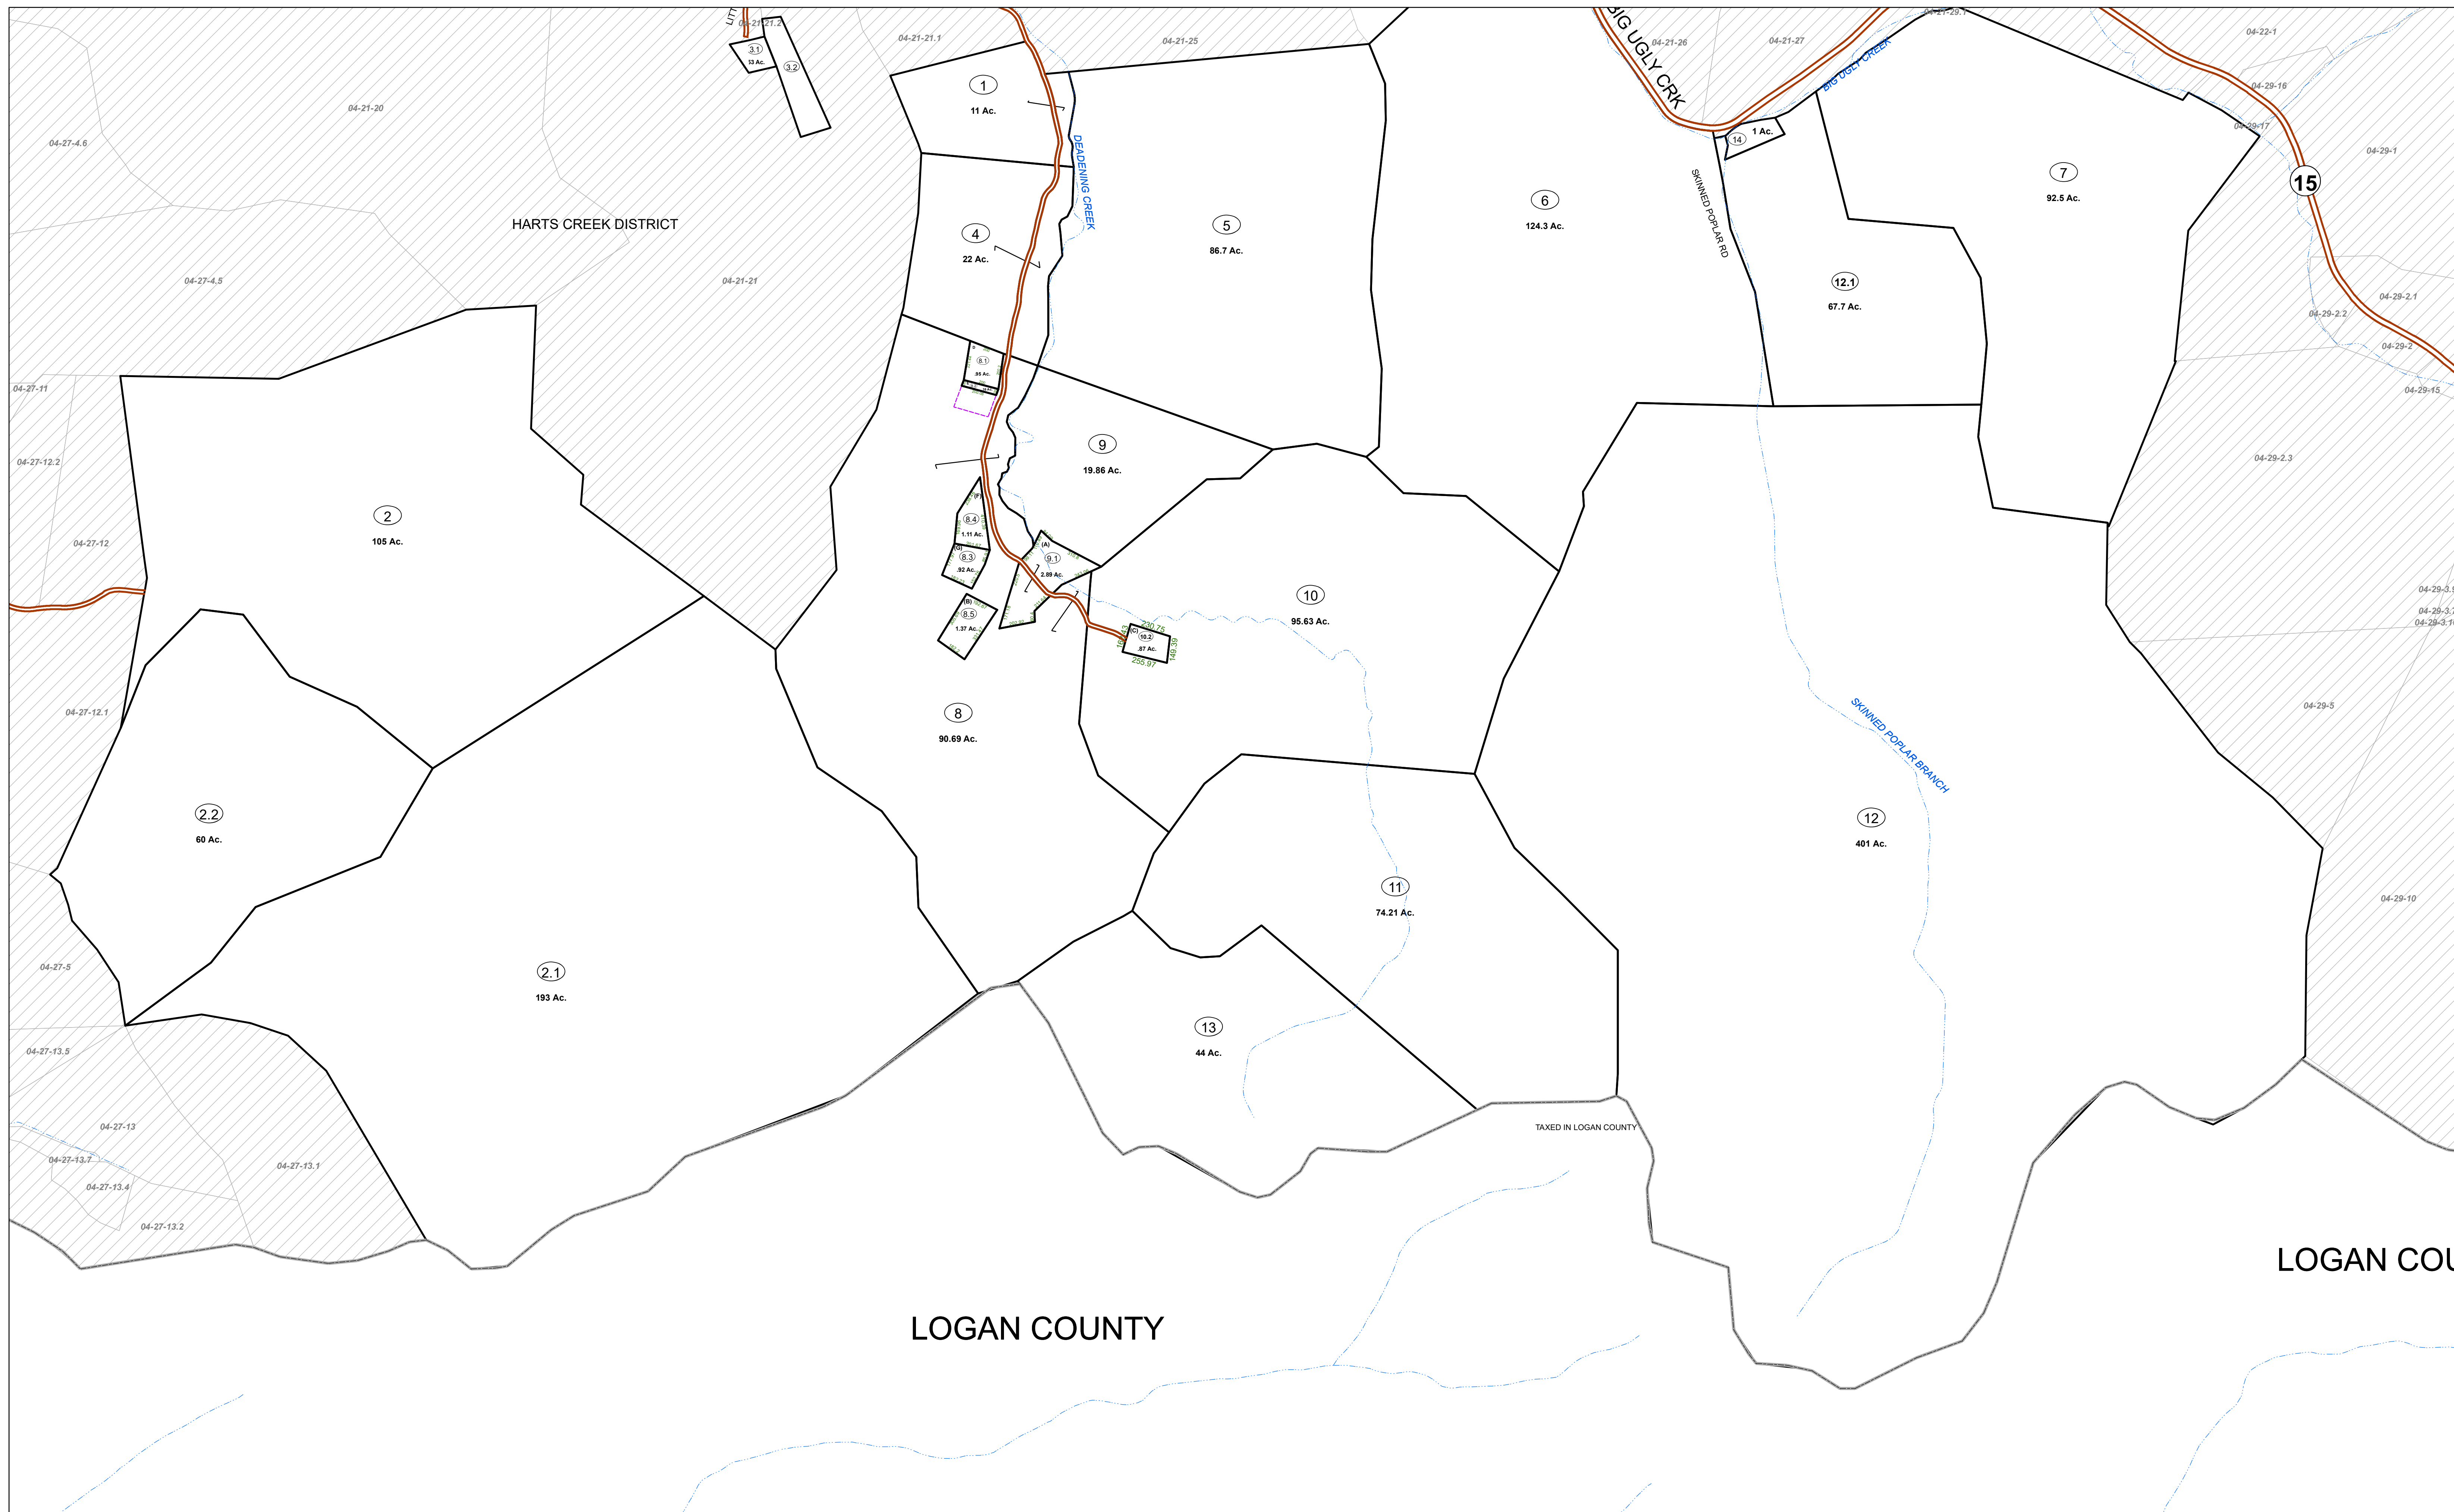 04-21-21.2
04-21-21.1
04-21-25
BIG UGLY CRK
04-21-26
04-21-27
04-21-29.1
04-22-1
3.1
3.2
1
11 Ac.
BIG UGLY CREEK
04-29-16
04-21-20
04-27-4.6
DEADENING CREEK
14
1 Ac.
04-29-17
04-29-1
HARTS CREEK DISTRICT
4
22 Ac.
5
86.7 Ac.
6
124.3 Ac.
SKINNED POPLAR RD
7
92.5 Ac.
15
04-27-4.5
04-21-21
12.1
67.7 Ac.
04-29-2.1
04-29-2.2
04-29-2
04-29-15
8.1
.95 Ac.
04-27-11
04-27-12.2
9
19.86 Ac.
04-29-2.3
2
105 Ac.
04-27-12
(F)
8.4
1.11 Ac.
(G)
8.3
.92 Ac.
(A)
9.1
2.89 Ac.
(B)
8.5
1.37 Ac.
10
95.63 Ac.
(C)
10.2
.87 Ac.
230.75
149.39
255.97
04-27-12.1
8
90.69 Ac.
SKINNED POPLAR BRANCH
04-29-5
2.2
60 Ac.
12
401 Ac.
11
74.21 Ac.
04-29-10
04-27-5
2.1
193 Ac.
13
44 Ac.
04-27-13.5
04-27-13
TAXED IN LOGAN COUNTY
04-27-13.7
04-27-13.1
04-27-13.4
04-27-13.2
LOGAN COU
LOGAN COUNTY